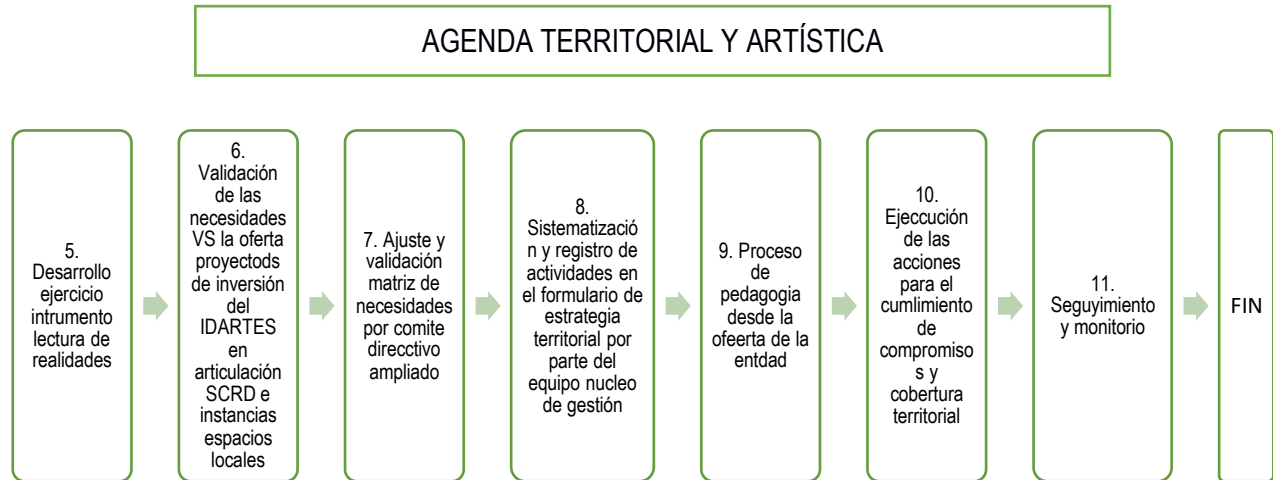 AGENDA TERRITORIAL Y ARTÍSTICA
5.
Desarrollo
ejercicio
intrumento
lectura de
realidades
6.
Validación
de las
necesidades
VS la oferta
proyectods
de inversión
del
IDARTES
en
articulación
SCRD e
instancias
espacios
locales
7. Ajuste y
validación
matriz de
necesidades
por comite
direcctivo
ampliado
8.
Sistematizació
n y registro de
actividades en
el formulario de
estrategia
territorial por
parte del
equipo nucleo
de gestión
9. Proceso
de
pedagogia
desde la
ofeerta de la
entdad
10.
Ejeccución
de las
acciones
para el
cumlimiento
de
compromiso
s y
cobertura
territorial
11.
Seguyimiento
y monitorio
FIN